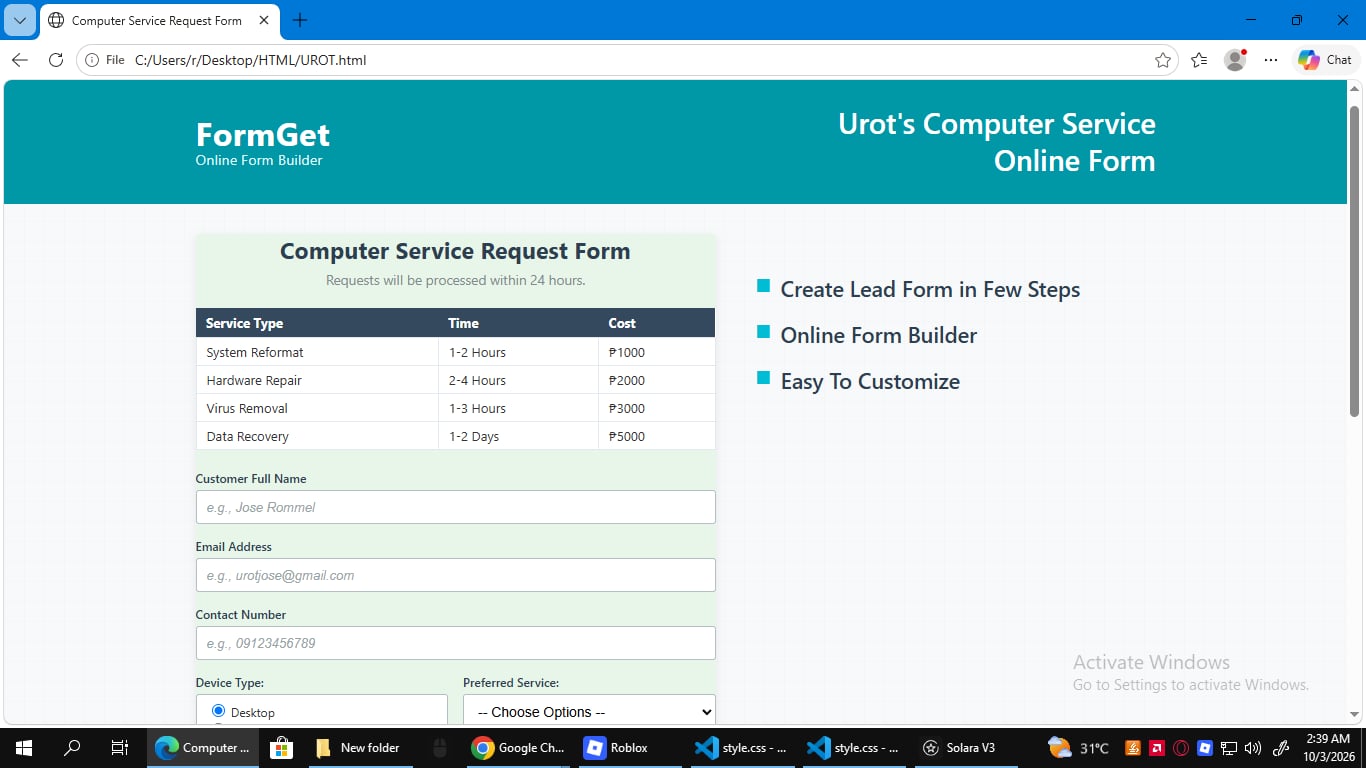 Computer Service Request Form
File C:/Users/r/Desktop/HTML/UROT.html
Chat
FormGet
Online Form Builder
Urot's Computer Service
Online Form
Computer Service Request Form
Requests will be processed within 24 hours.
Service Type Time Cost
System Reformat 1-2 Hours ₱1000
Hardware Repair 2-4 Hours ₱2000
Virus Removal 1-3 Hours ₱3000
Data Recovery 1-2 Days ₱5000
Customer Full Name
e.g., Jose Rommel
Email Address
e.g., urotjose@gmail.com
Contact Number
e.g., 09123456789
Device Type: Preferred Service:
Desktop -- Choose Options --
Create Lead Form in Few Steps
Online Form Builder
Easy To Customize
Activate Windows
Go to Settings to activate Windows.
Computer ... New folder Google Ch... Roblox style.css - ... style.css - ... Solara V3 31°C 2:39 AM
10/3/2026